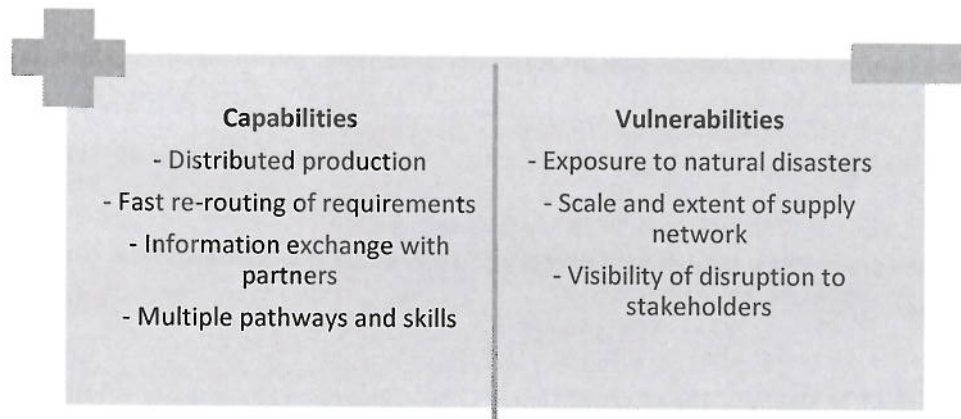 Capabilities
- Distributed production
- Fast re-routing of requirements
- Information exchange with
partners
- Multiple pathways and skills
Vulnerabilities
- Exposure to natural disasters
- Scale and extent of supply
network
- Visibility of disruption to
stakeholders